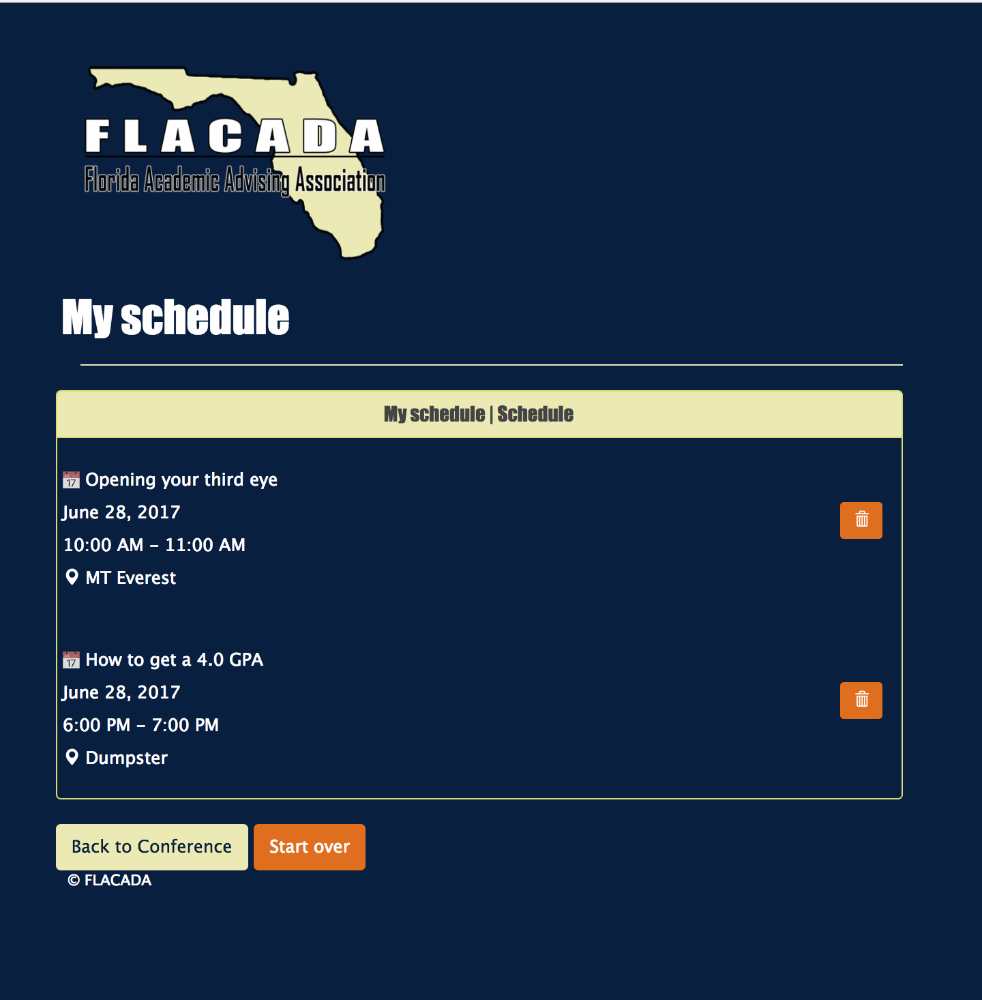 FLACADA
Florida Academic Advising Association
My schedule
My schedule | Schedule
17 Opening your third eye
June 28, 2017
10:00 AM - 11:00 AM
MT Everest
17 How to get a 4.0 GPA
June 28, 2017
6:00 PM - 7:00 PM
Dumpster
Back to Conference Start over
© FLACADA